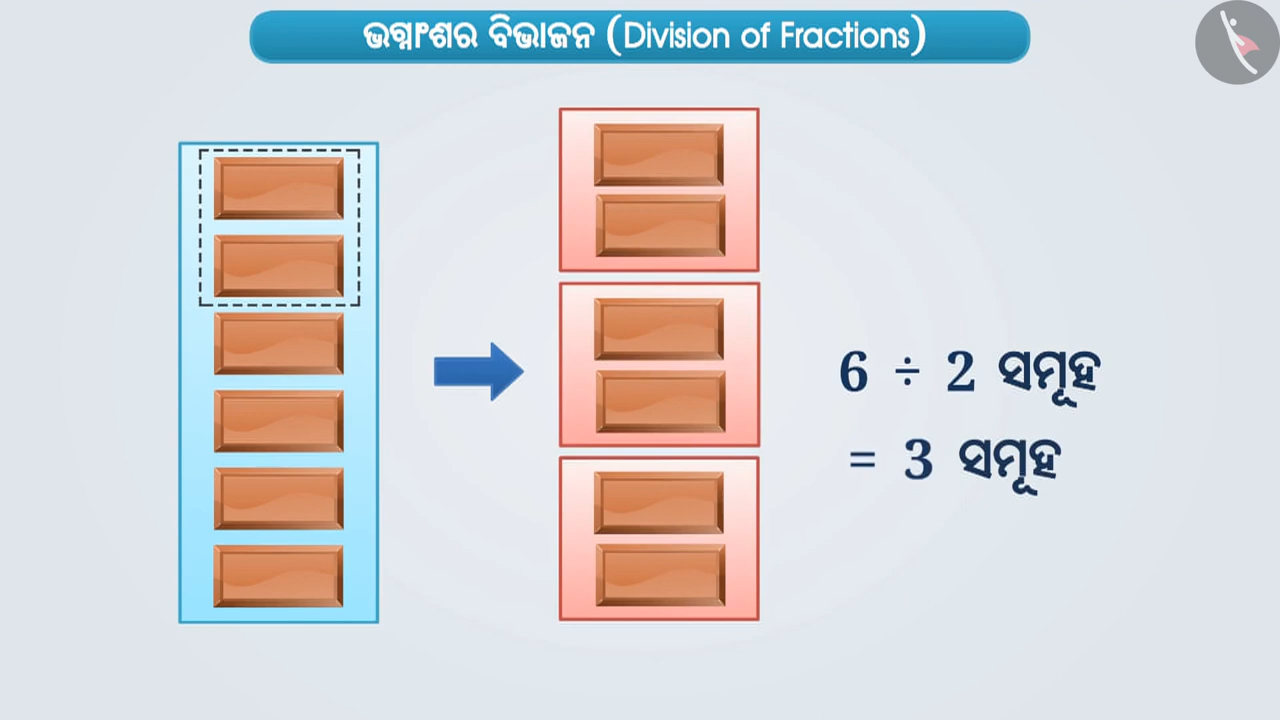 ଭଗ୍ନାଂଶର ବିଭାଜନ (Division of Fractions)
6 ÷ 2 ସମୂହ
= 3 ସମୂହ